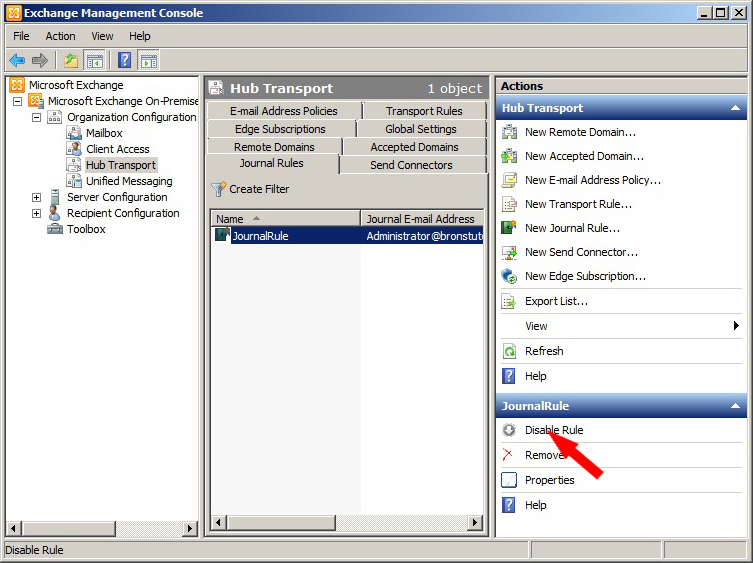 Exchange Management Console
File Action View Help
Microsoft Exchange
Microsoft Exchange On-Premise
Organization Configuration
Mailbox
Client Access
Hub Transport
Unified Messaging
Server Configuration
Recipient Configuration
Toolbox
Hub Transport 1 object
E-mail Address Policies Transport Rules
Edge Subscriptions Global Settings
Remote Domains Accepted Domains
Journal Rules Send Connectors
Create Filter
Name Journal E-mail Address
JournalRule Administrator@bronstut
Actions
Hub Transport
New Remote Domain...
New Accepted Domain...
New E-mail Address Policy...
New Transport Rule...
New Journal Rule...
New Send Connector...
New Edge Subscription...
Export List...
View
Refresh
Help
JournalRule
Disable Rule
Remove
Properties
Help
Disable Rule